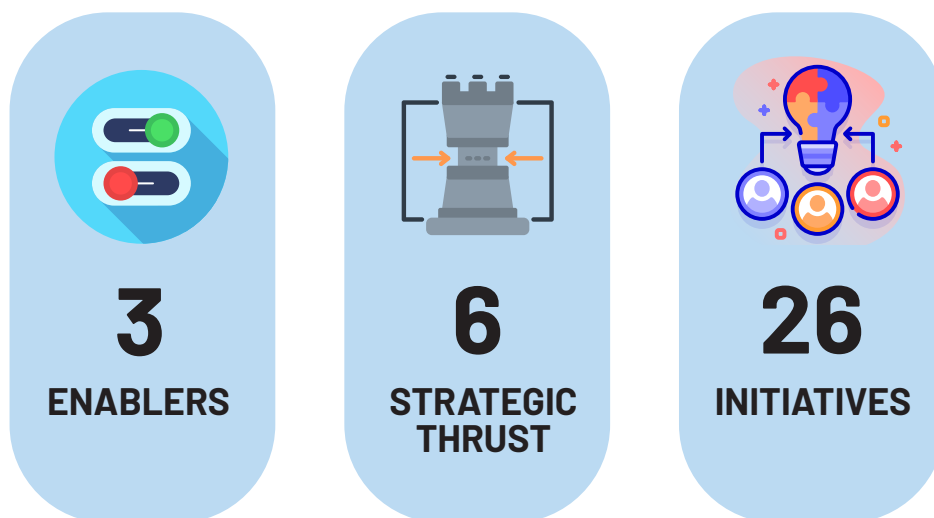 3
ENABLERS
6
STRATEGIC
THRUST
26
INITIATIVES